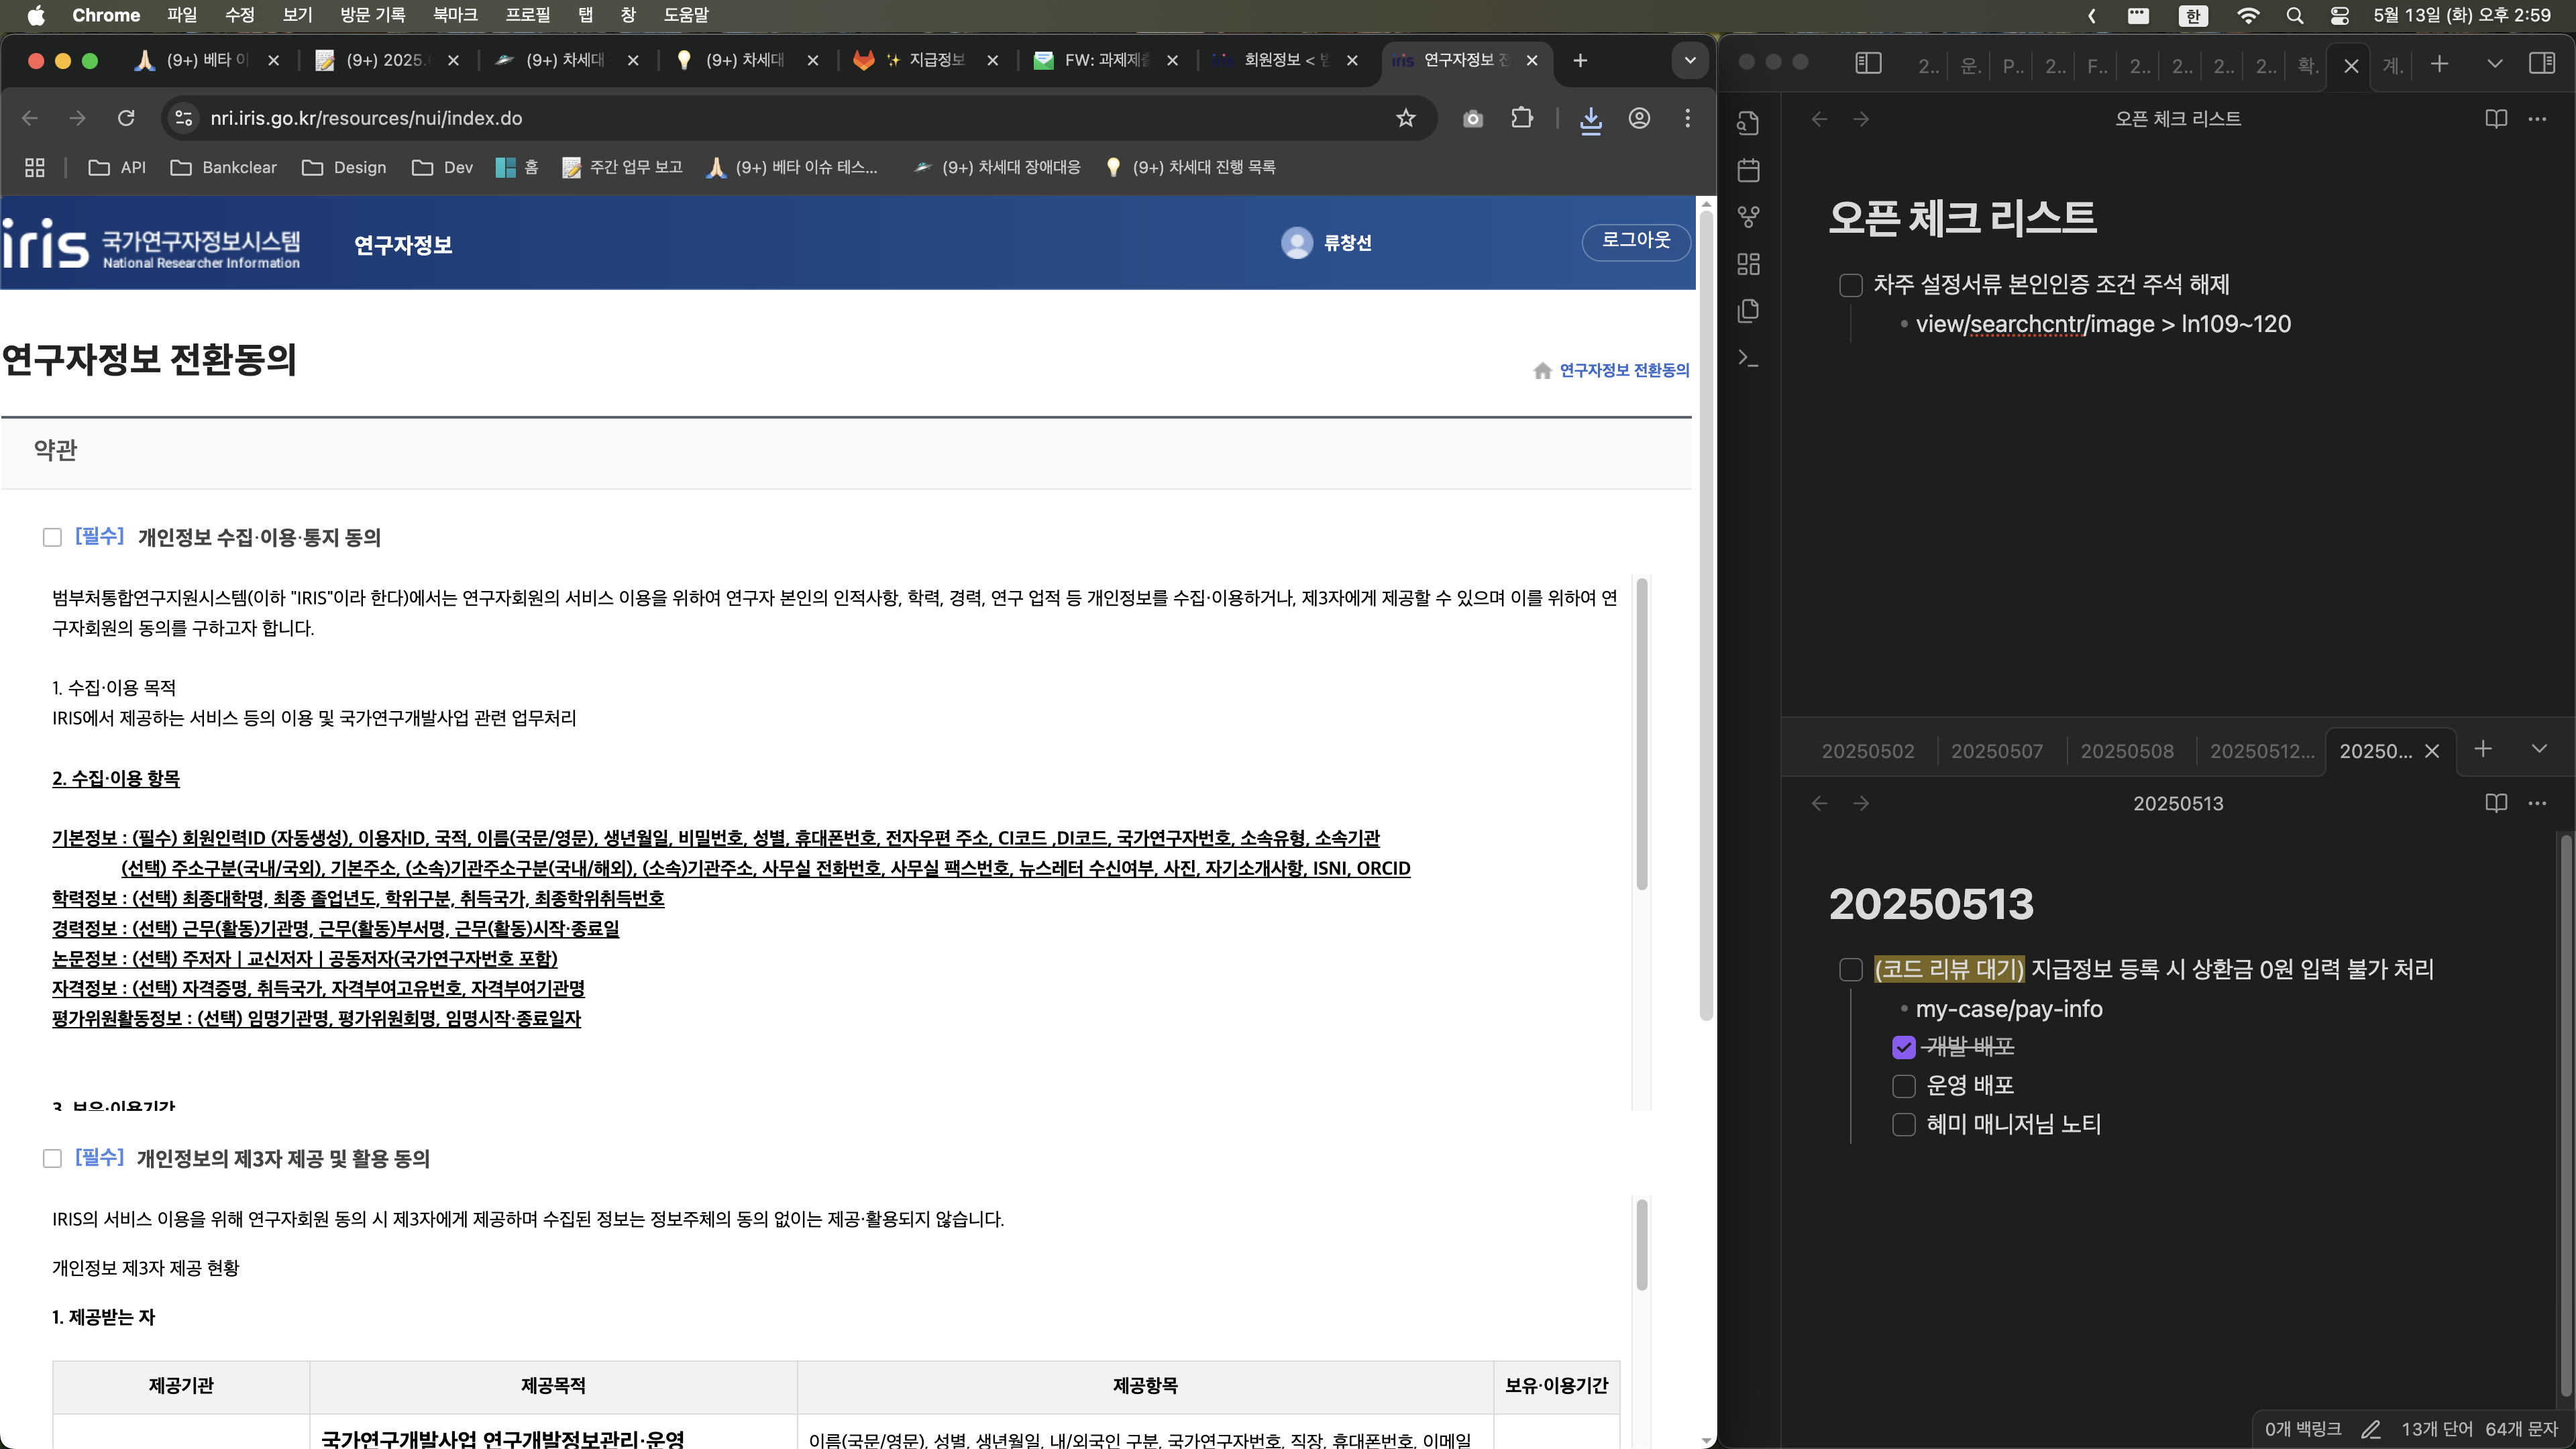 Chrome 파일 수정 보기 방문 기록 북마크 프로필 탭 창 도움말
한 5월 13일 (화) 오후 2:59
(9+) 베타 이 (9+) 2025. (9+) 차세대 (9+) 차세대 지급정보 FW: 과제제출 회원정보 < 범 iris 연구자정보 전
nri.iris.go.kr/resources/nui/index.do
API Bankclear Design Dev 홈 주간 업무 보고 (9+) 베타 이슈 테스... (9+) 차세대 장애대응 (9+) 차세대 진행 목록
iris 국가연구자정보시스템 연구자정보 류창선 로그아웃
National Researcher Information
연구자정보 전환동의
연구자정보 전환동의
약관
[필수] 개인정보 수집·이용·통지 동의
범부처통합연구지원시스템(이하 "IRIS"이라 한다)에서는 연구자회원의 서비스 이용을 위하여 연구자 본인의 인적사항, 학력, 경력, 연구 업적 등 개인정보를 수집·이용하거나, 제3자에게 제공할 수 있으며 이를 위하여 연
구자회원의 동의를 구하고자 합니다.
1. 수집·이용 목적
IRIS에서 제공하는 서비스 등의 이용 및 국가연구개발사업 관련 업무처리
2. 수집·이용 항목
기본정보 : (필수) 회원인력ID (자동생성), 이용자ID, 국적, 이름(국문/영문), 생년월일, 비밀번호, 성별, 휴대폰번호, 전자우편 주소, CI코드 ,DI코드, 국가연구자번호, 소속유형, 소속기관
(선택) 주소구분(국내/국외), 기본주소, (소속)기관주소구분(국내/해외), (소속)기관주소, 사무실 전화번호, 사무실 팩스번호, 뉴스레터 수신여부, 사진, 자기소개사항, ISNI, ORCID
학력정보 : (선택) 최종대학명, 최종 졸업년도, 학위구분, 취득국가, 최종학위취득번호
경력정보 : (선택) 근무(활동)기관명, 근무(활동)부서명, 근무(활동)시작·종료일
논문정보 : (선택) 주저자 | 교신저자 | 공동저자(국가연구자번호 포함)
자격정보 : (선택) 자격증명, 취득국가, 자격부여고유번호, 자격부여기관명
평가위원활동정보 : (선택) 임명기관명, 평가위원회명, 임명시작·종료일자
3. 보유·이용기간
[필수] 개인정보의 제3자 제공 및 활용 동의
IRIS의 서비스 이용을 위해 연구자회원 동의 시 제3자에게 제공하며 수집된 정보는 정보주체의 동의 없이는 제공·활용되지 않습니다.
개인정보 제3자 제공 현황
1. 제공받는 자
제공기관 제공목적 제공항목 보유·이용기간
국가연구개발사업 연구개발정보관리·운영 이름(국문/영문), 성별, 생년월일, 내/외국인 구분, 국가연구자번호, 직장, 휴대폰번호, 이메일
2.. 운. P.. 2.. F.. 2.. 2.. 2.. 2.. 확. 계.
오픈 체크 리스트
오픈 체크 리스트
차주 설정서류 본인인증 조건 주석 해제
view/searchcntr/image > ln109~120
20250502 20250507 20250508 20250512... 20250...
20250513
20250513
(코드 리뷰 대기) 지급정보 등록 시 상환금 0원 입력 불가 처리
my-case/pay-info
개발 배포
운영 배포
혜미 매니저님 노티
0개 백링크 13개 단어 64개 문자